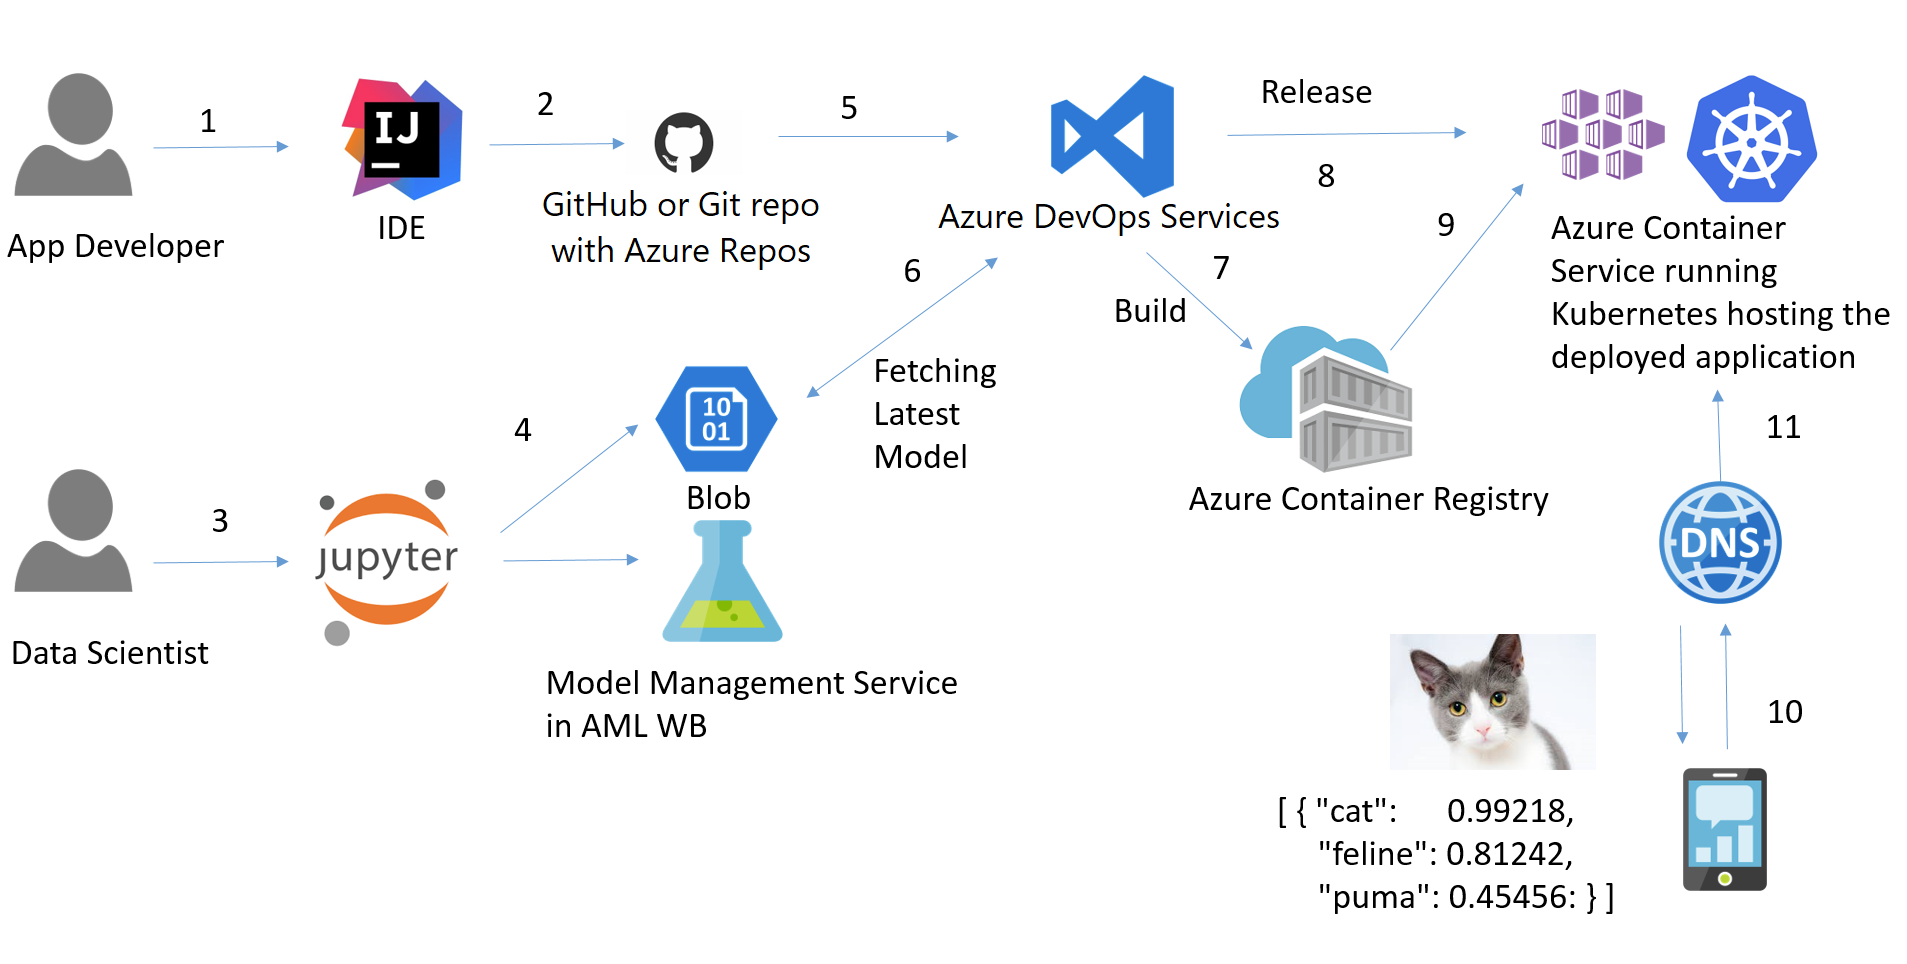 1
IJ
IDE
App Developer
2
GitHub or Git repo
with Azure Repos
5
Azure DevOps Services
Release
8
9
Azure Container
Service running
Kubernetes hosting the
deployed application
6
7
Build
Fetching
Latest
Model
Azure Container Registry
3
jupyter
Data Scientist
4
10
01
Blob
Model Management Service
in AML WB
11
DNS
10
[ { "cat": 0.99218,
"feline": 0.81242,
"puma": 0.45456: } ]